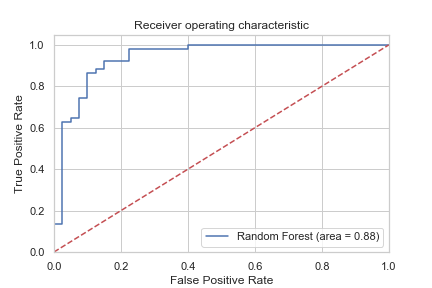 Receiver operating characteristic
1.0
0.8
0.6
0.4
0.2
0.0
True Positive Rate
Random Forest (area = 0.88)
0.0 0.2 0.4 0.6 0.8 1.0
False Positive Rate